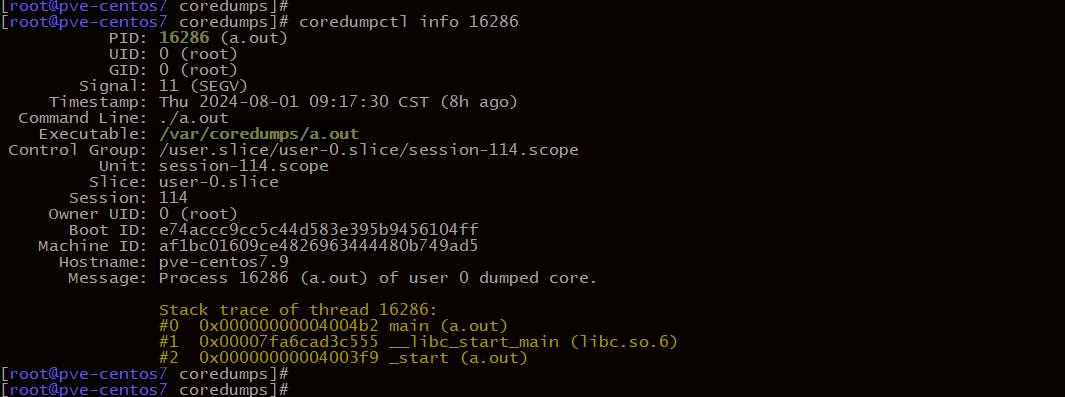 [root@pve-centos7 coredumps]#
[root@pve-centos7 coredumps]# coredumpctl info 16286
PID: 16286 (a.out)
UID: 0 (root)
GID: 0 (root)
Signal: 11 (SEGV)
Timestamp: Thu 2024-08-01 09:17:30 CST (8h ago)
Command Line: ./a.out
Executable: /var/coredumps/a.out
Control Group: /user.slice/user-0.slice/session-114.scope
Unit: session-114.scope
Slice: user-0.slice
Session: 114
Owner UID: 0 (root)
Boot ID: e74accc9cc5c44d583e395b9456104ff
Machine ID: af1bc01609ce4826963444480b749ad5
Hostname: pve-centos7.9
Message: Process 16286 (a.out) of user 0 dumped core.
Stack trace of thread 16286:
#0  0x00000000004004b2 main (a.out)
#1  0x00007fa6cad3c555 __libc_start_main (libc.so.6)
#2  0x00000000004003f9 _start (a.out)
[root@pve-centos7 coredumps]#
[root@pve-centos7 coredumps]#